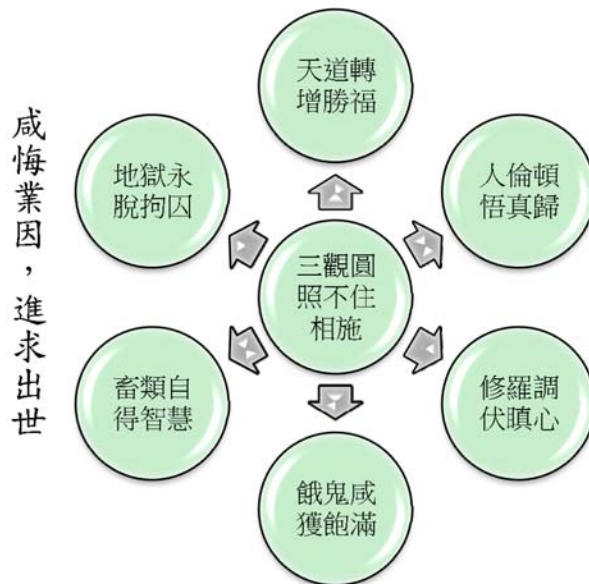 咸悔業因，進求出世
天道轉
增勝福
人倫頓
悟真歸
修羅調
伏瞋心
餓鬼咸
獲飽滿
畜類自
得智慧
地獄永
脫拘囚
三觀圓
照不住
相施